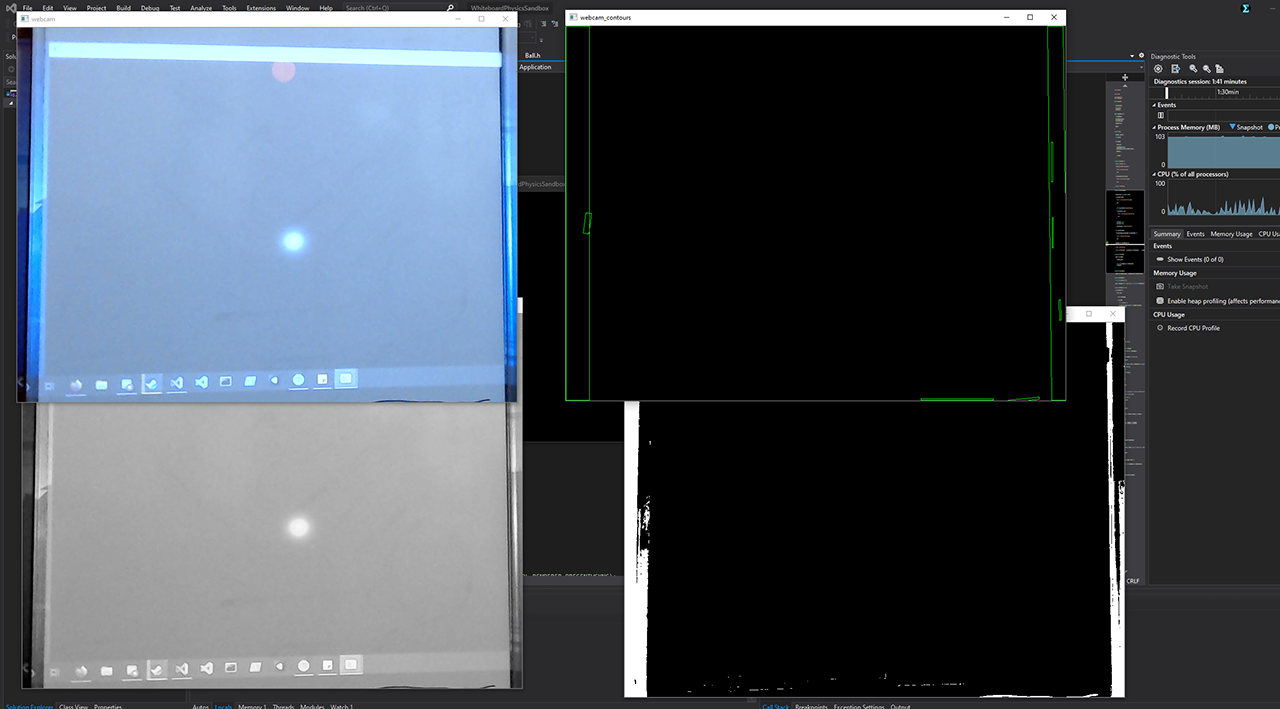 File Edit View Project Build Debug Test Analyze Tools Extensions Window Help Search (Ctrl+Q) WhiteboardPhysicsSandbox
webcam
webcam_contours
Ball.h
Application
Diagnostic Tools
Diagnostics session: 1:41 minutes
1:30min
Events
Process Memory (MB) Snapshot
103
0
CPU (% of all processors)
100
0
Summary Events Memory Usage CPU Us
Events
Show Events (0 of 0)
Memory Usage
Take Snapshot
Enable heap profiling (affects performan
CPU Usage
Record CPU Profile
CRLF
Solution Explorer Class View Properties Autos Locals Memory 1 Threads Modules Watch 1 Call Stack Breakpoints Exception Settings Output